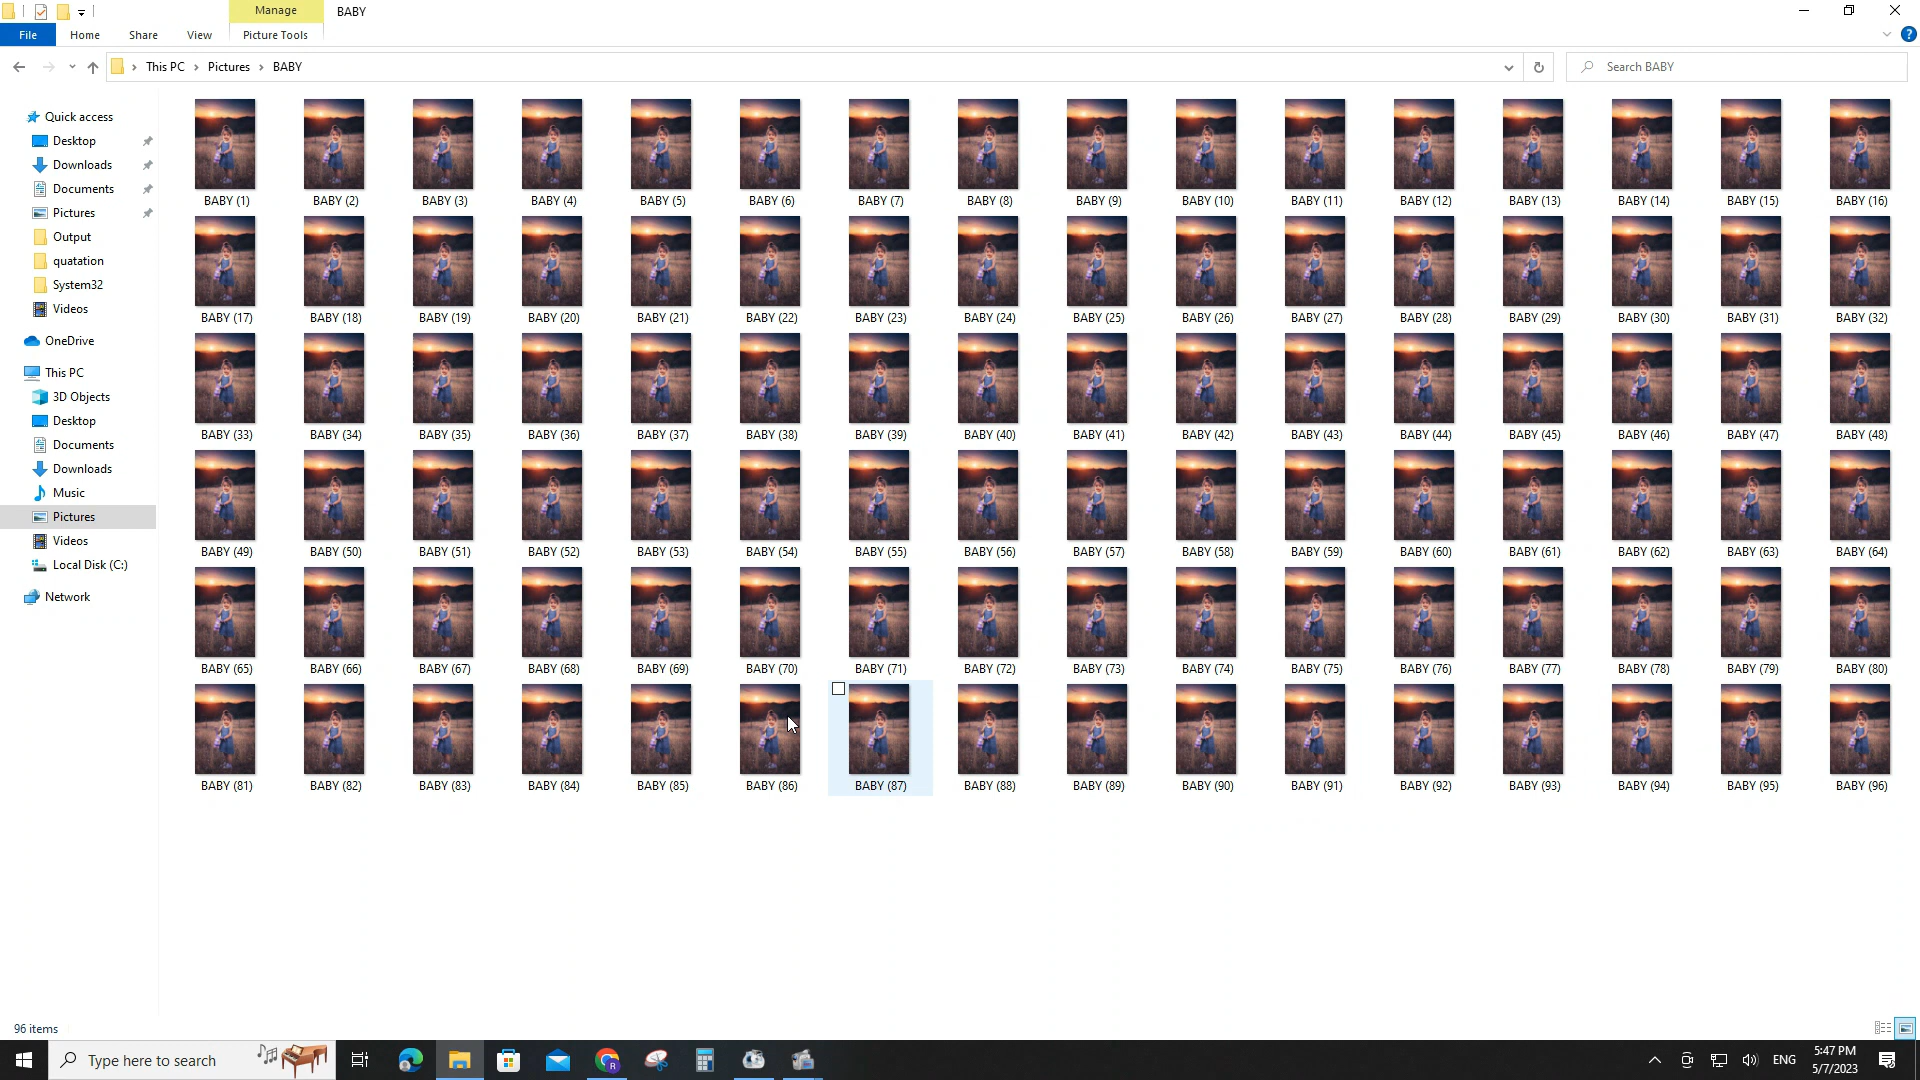 Manage BABY
File Home Share View Picture Tools
This PC Pictures BABY Search BABY
Quick access
Desktop
Downloads
Documents
Pictures
Output
quatation
System32
Videos
OneDrive
This PC
3D Objects
Desktop
Documents
Downloads
Music
Pictures
Videos
Local Disk (C:)
Network
BABY (1) BABY (2) BABY (3) BABY (4) BABY (5) BABY (6) BABY (7) BABY (8) BABY (9) BABY (10) BABY (11) BABY (12) BABY (13) BABY (14) BABY (15) BABY (16)
BABY (17) BABY (18) BABY (19) BABY (20) BABY (21) BABY (22) BABY (23) BABY (24) BABY (25) BABY (26) BABY (27) BABY (28) BABY (29) BABY (30) BABY (31) BABY (32)
BABY (33) BABY (34) BABY (35) BABY (36) BABY (37) BABY (38) BABY (39) BABY (40) BABY (41) BABY (42) BABY (43) BABY (44) BABY (45) BABY (46) BABY (47) BABY (48)
BABY (49) BABY (50) BABY (51) BABY (52) BABY (53) BABY (54) BABY (55) BABY (56) BABY (57) BABY (58) BABY (59) BABY (60) BABY (61) BABY (62) BABY (63) BABY (64)
BABY (65) BABY (66) BABY (67) BABY (68) BABY (69) BABY (70) BABY (71) BABY (72) BABY (73) BABY (74) BABY (75) BABY (76) BABY (77) BABY (78) BABY (79) BABY (80)
BABY (81) BABY (82) BABY (83) BABY (84) BABY (85) BABY (86) BABY (87) BABY (88) BABY (89) BABY (90) BABY (91) BABY (92) BABY (93) BABY (94) BABY (95) BABY (96)
96 items
Type here to search
ENG
5:47 PM
5/7/2023